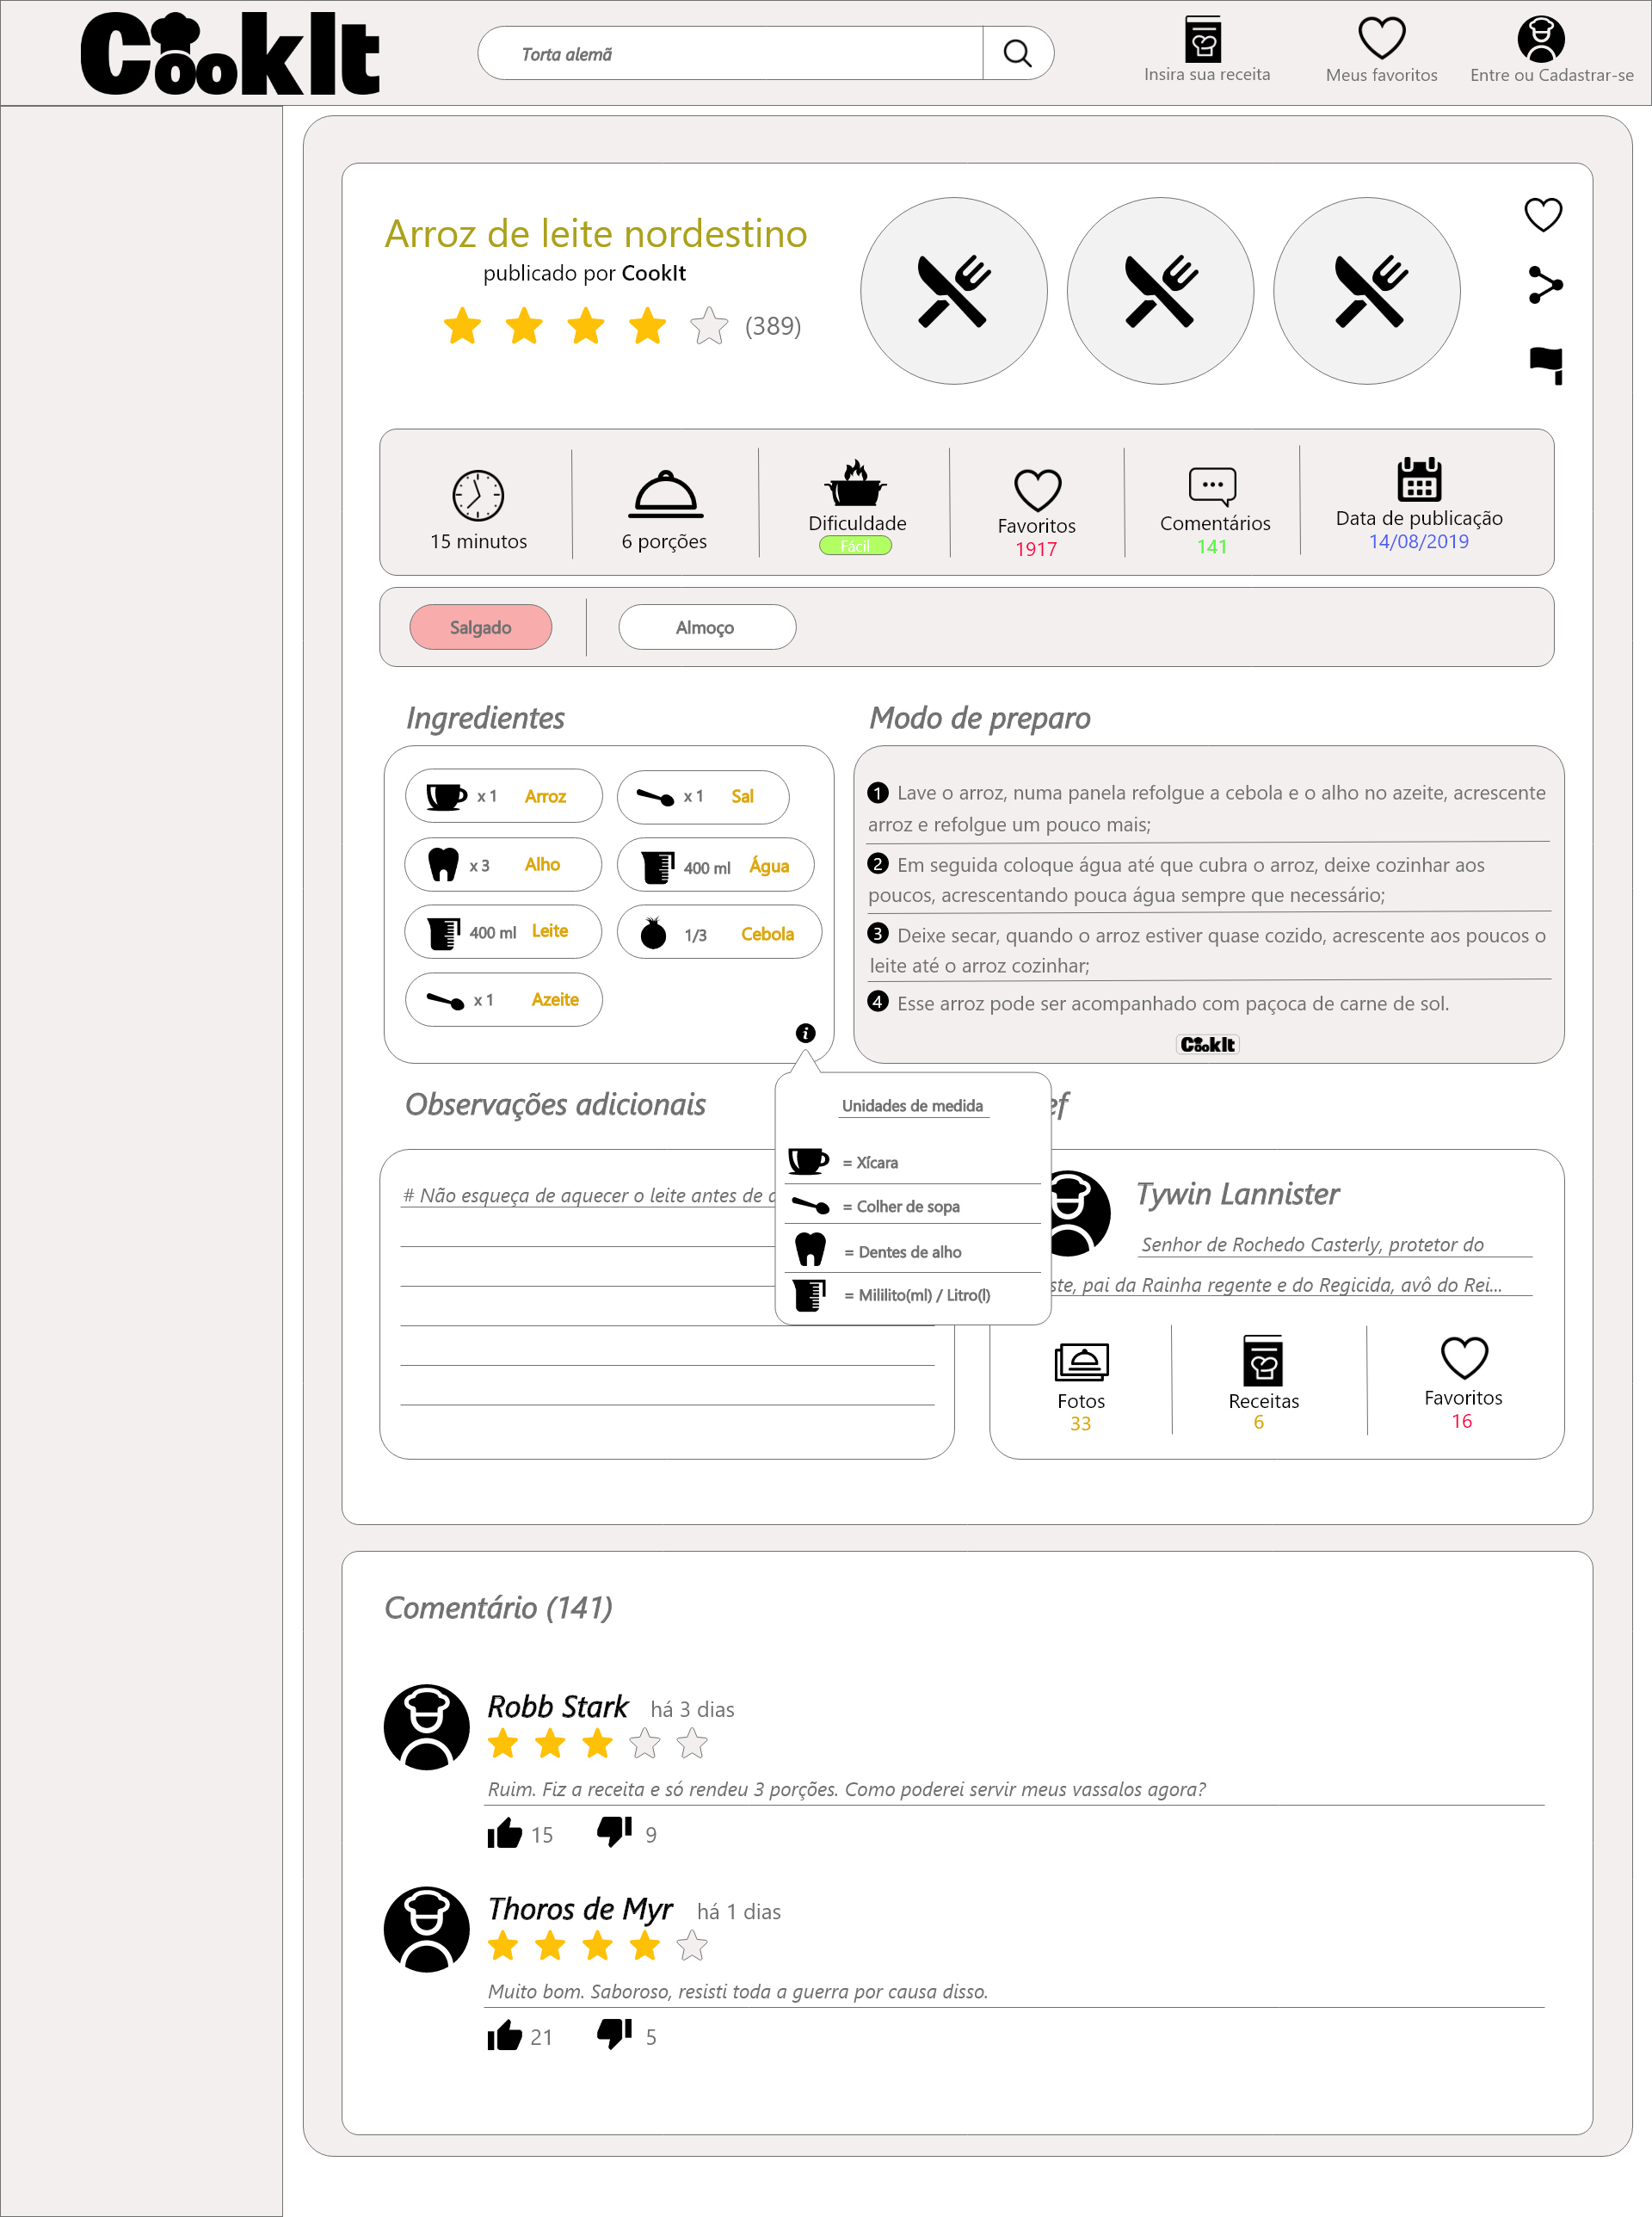 CookIt
Torta alemã
Insira sua receita
Meus favoritos
Entre ou Cadastrar-se
Arroz de leite nordestino
publicado por CookIt
(389)
15 minutos
6 porções
Dificuldade
Fácil
Favoritos
1917
Comentários
141
Data de publicação
14/08/2019
Salgado
Almoço
Ingredientes
x 1 Arroz
x 1 Sal
x 3 Alho
400 ml Água
400 ml Leite
1/3 Cebola
x 1 Azeite
i
Modo de preparo
1 Lave o arroz, numa panela refolgue a cebola e o alho no azeite, acrescente
arroz e refolgue um pouco mais;
2 Em seguida coloque água até que cubra o arroz, deixe cozinhar aos
poucos, acrescentando pouca água sempre que necessário;
3 Deixe secar, quando o arroz estiver quase cozido, acrescente aos poucos o
leite até o arroz cozinhar;
4 Esse arroz pode ser acompanhado com paçoca de carne de sol.
CookIt
Observações adicionais
# Não esqueça de aquecer o leite antes de
Unidades de medida
= Xícara
= Colher de sopa
= Dentes de alho
= Mililito(ml) / Litro(l)
ef
Tywin Lannister
Senhor de Rochedo Casterly, protetor do
ste, pai da Rainha regente e do Regicida, avô do Rei...
Fotos
33
Receitas
6
Favoritos
16
Comentário (141)
Robb Stark há 3 dias
Ruim. Fiz a receita e só rendeu 3 porções. Como poderei servir meus vassalos agora?
15 9
Thoros de Myr há 1 dias
Muito bom. Saboroso, resisti toda a guerra por causa disso.
21 5